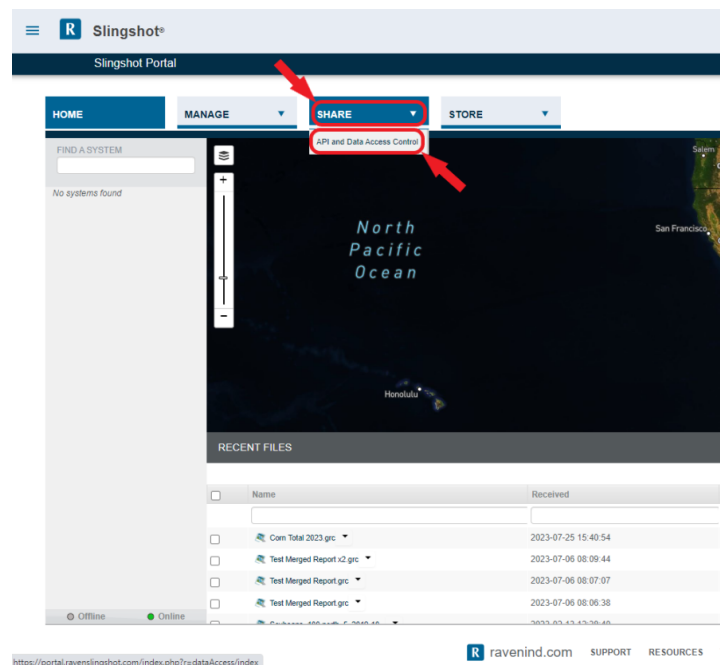 R Slingshot®
Slingshot Portal
HOME MANAGE ▼ SHARE ▼ STORE ▼
API and Data Access Control
FIND A SYSTEM
No systems found
+
−
North
Pacific
Ocean
Salem
San Francisco
Honolulu
RECENT FILES
Name Received
Corn Total 2023.grc ▼ 2023-07-25 15:40:54
Test Merged Report x2.grc ▼ 2023-07-06 08:09:44
Test Merged Report.grc ▼ 2023-07-06 08:07:07
Test Merged Report.grc ▼ 2023-07-06 08:06:38
Offline Online
R ravenind.com SUPPORT RESOURCES
https://portal.ravenslingshot.com/index.php?r=dataAccess/index